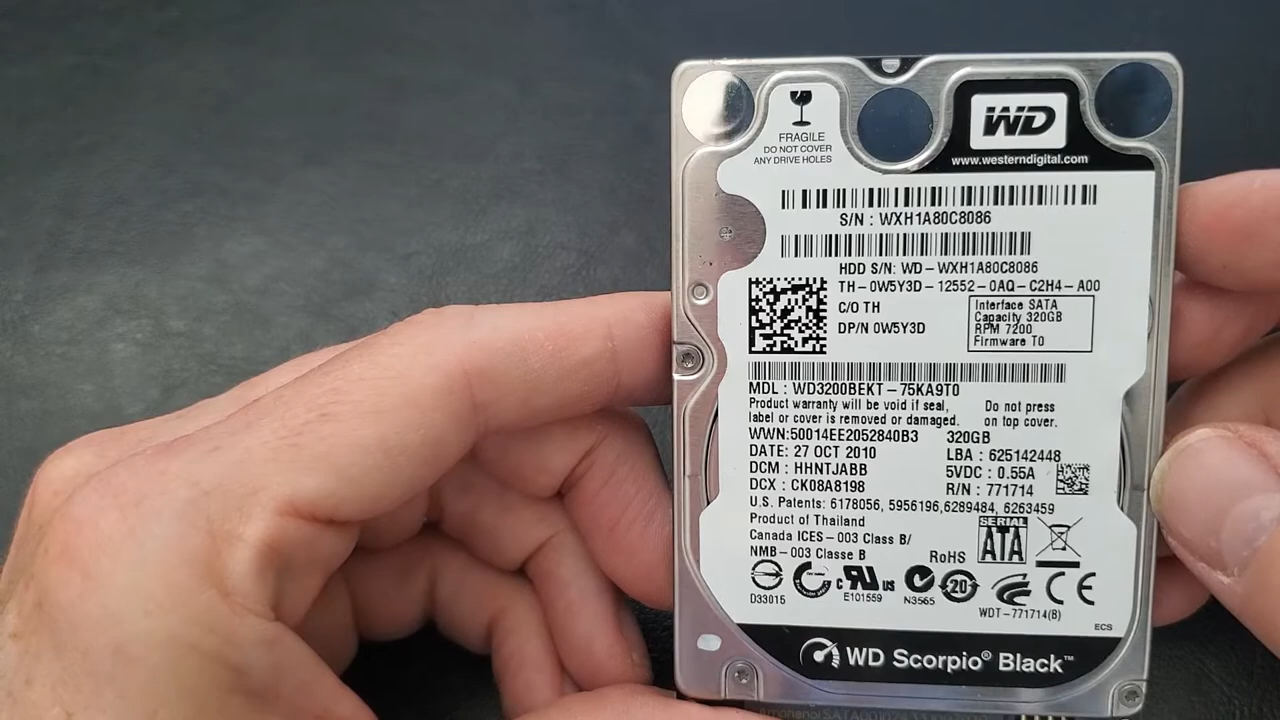 FRAGILE
DO NOT COVER
ANY DRIVE HOLES
WD
www.westerndigital.com
S/N : WXH1A80C8086
HDD S/N: WD-WXH1A80C8086
TH-0W5Y3D-12552-0AQ-C2H4-A00
C/O TH
DP/N 0W5Y3D
Interface SATA
Capacity 320GB
RPM 7200
Firmware T0
MDL : WD3200BEKT-75KA9T0
Product warranty will be void if seal,
label or cover is removed or damaged.
Do not press
on top cover.
WWN:50014EE2052840B3
DATE: 27 OCT 2010
DCM : HHNTJABB
DCX : CK08A8198
320GB
LBA : 625142448
5VDC : 0.55A
R/N : 771714
U.S. Patents: 6178056, 5956196,6289484, 6263459
Product of Thailand
Canada ICES-003 Class B/
NMB-003 Classe B
RoHS
SERIAL
ATA
D33015
c US
E101559
N3565
20
CE
WDT-771714(B)
ECS
WD Scorpio® Black™